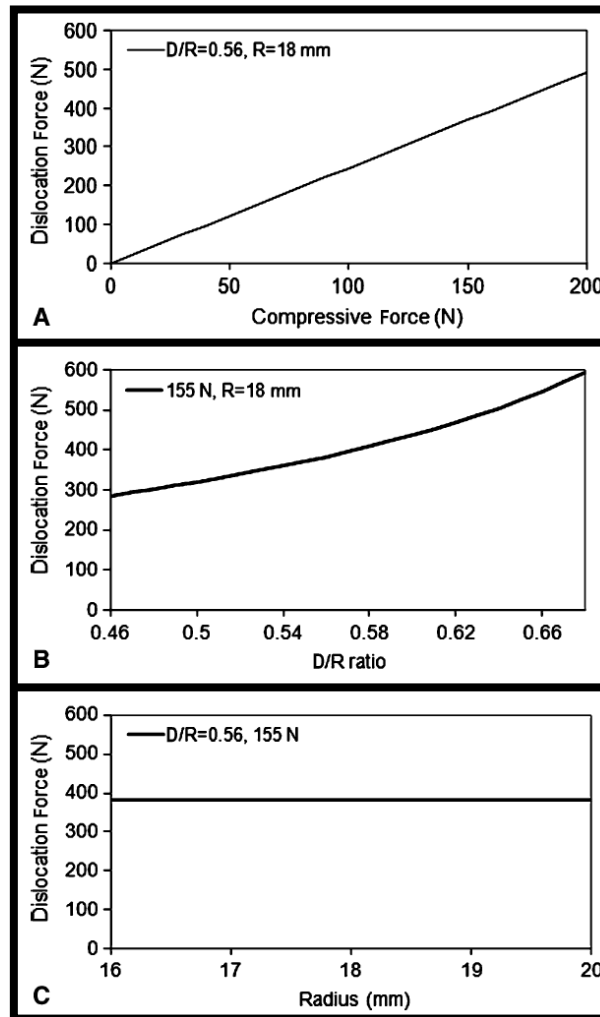 600
500
400
300
200
100
0
Dislocation Force (N)
D/R=0.56, R=18 mm
0 50 100 150 200
Compressive Force (N)
A
600
500
400
300
200
100
0
Dislocation Force (N)
155 N, R=18 mm
0.46 0.5 0.54 0.58 0.62 0.66
D/R ratio
B
600
500
400
300
200
100
0
Dislocation Force (N)
D/R=0.56, 155 N
16 17 18 19 20
Radius (mm)
C